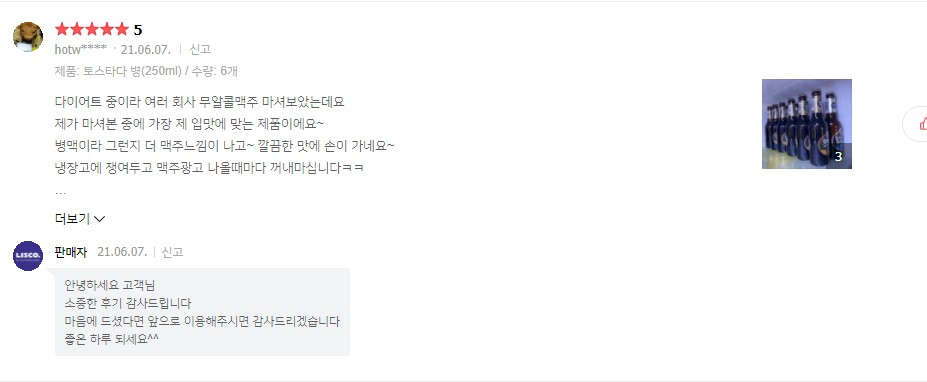 5
hotw**** · 21.06.07. | 신고
제품: 토스타다 병(250ml) / 수량: 6개
다이어트 중이라 여러 회사 무알콜맥주 마셔보았는데요
제가 마셔본 중에 가장 제 입맛에 맞는 제품이에요~
병맥이라 그런지 더 맥주느낌이 나고~ 깔끔한 맛에 손이 가네요~
냉장고에 쟁여두고 맥주광고 나올때마다 꺼내마십니다ㅋㅋ
...
더보기
3
LISCO.
판매자 21.06.07. | 신고
안녕하세요 고객님
소중한 후기 감사드립니다
마음에 드셨다면 앞으로 이용해주시면 감사드리겠습니다
좋은 하루 되세요^^